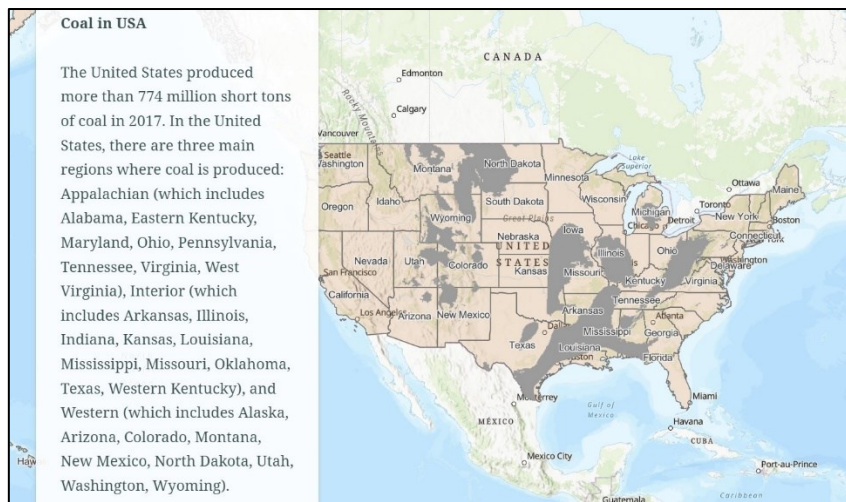 Coal in USA
The United States produced
more than 774 million short tons
of coal in 2017. In the United
States, there are three main
regions where coal is produced:
Appalachian (which includes
Alabama, Eastern Kentucky,
Maryland, Ohio, Pennsylvania,
Tennessee, Virginia, West
Virginia), Interior (which
includes Arkansas, Illinois,
Indiana, Kansas, Louisiana,
Mississippi, Missouri, Oklahoma,
Texas, Western Kentucky), and
Western (which includes Alaska,
Arizona, Colorado, Montana,
New Mexico, North Dakota, Utah,
Washington, Wyoming).
CANADA
Edmonton
Calgary
Rocky Mountains
Vancouver
Seattle
Washington
Montana
North Dakota
Minnesota
Lake
Superior
Ottawa
Maine
Oregon
Idaho
Wyoming
South Dakota
Great Plains
Wisconsin
Michigan
Toronto
Detroit
New York
Boston
Chicago
Connecticut
Nebraska
Iowa
UNITED
STATES
Nevada
Utah
Colorado
Kansas
Missouri
Illinois
Ohio
Delaware
Washington
San Francisco
California
Kentucky
Virginia
Los Angeles
Arizona
New Mexico
Arkansas
Tennessee
Atlanta
Texas
Mississippi
Georgia
Louisiana
Florida
Monterrey
Gulf of
Mexico
Miami
MÉXICO
Havana
CUBA
Mexico City
Port-au-Prince
Guatemala
Caribbean
Haw